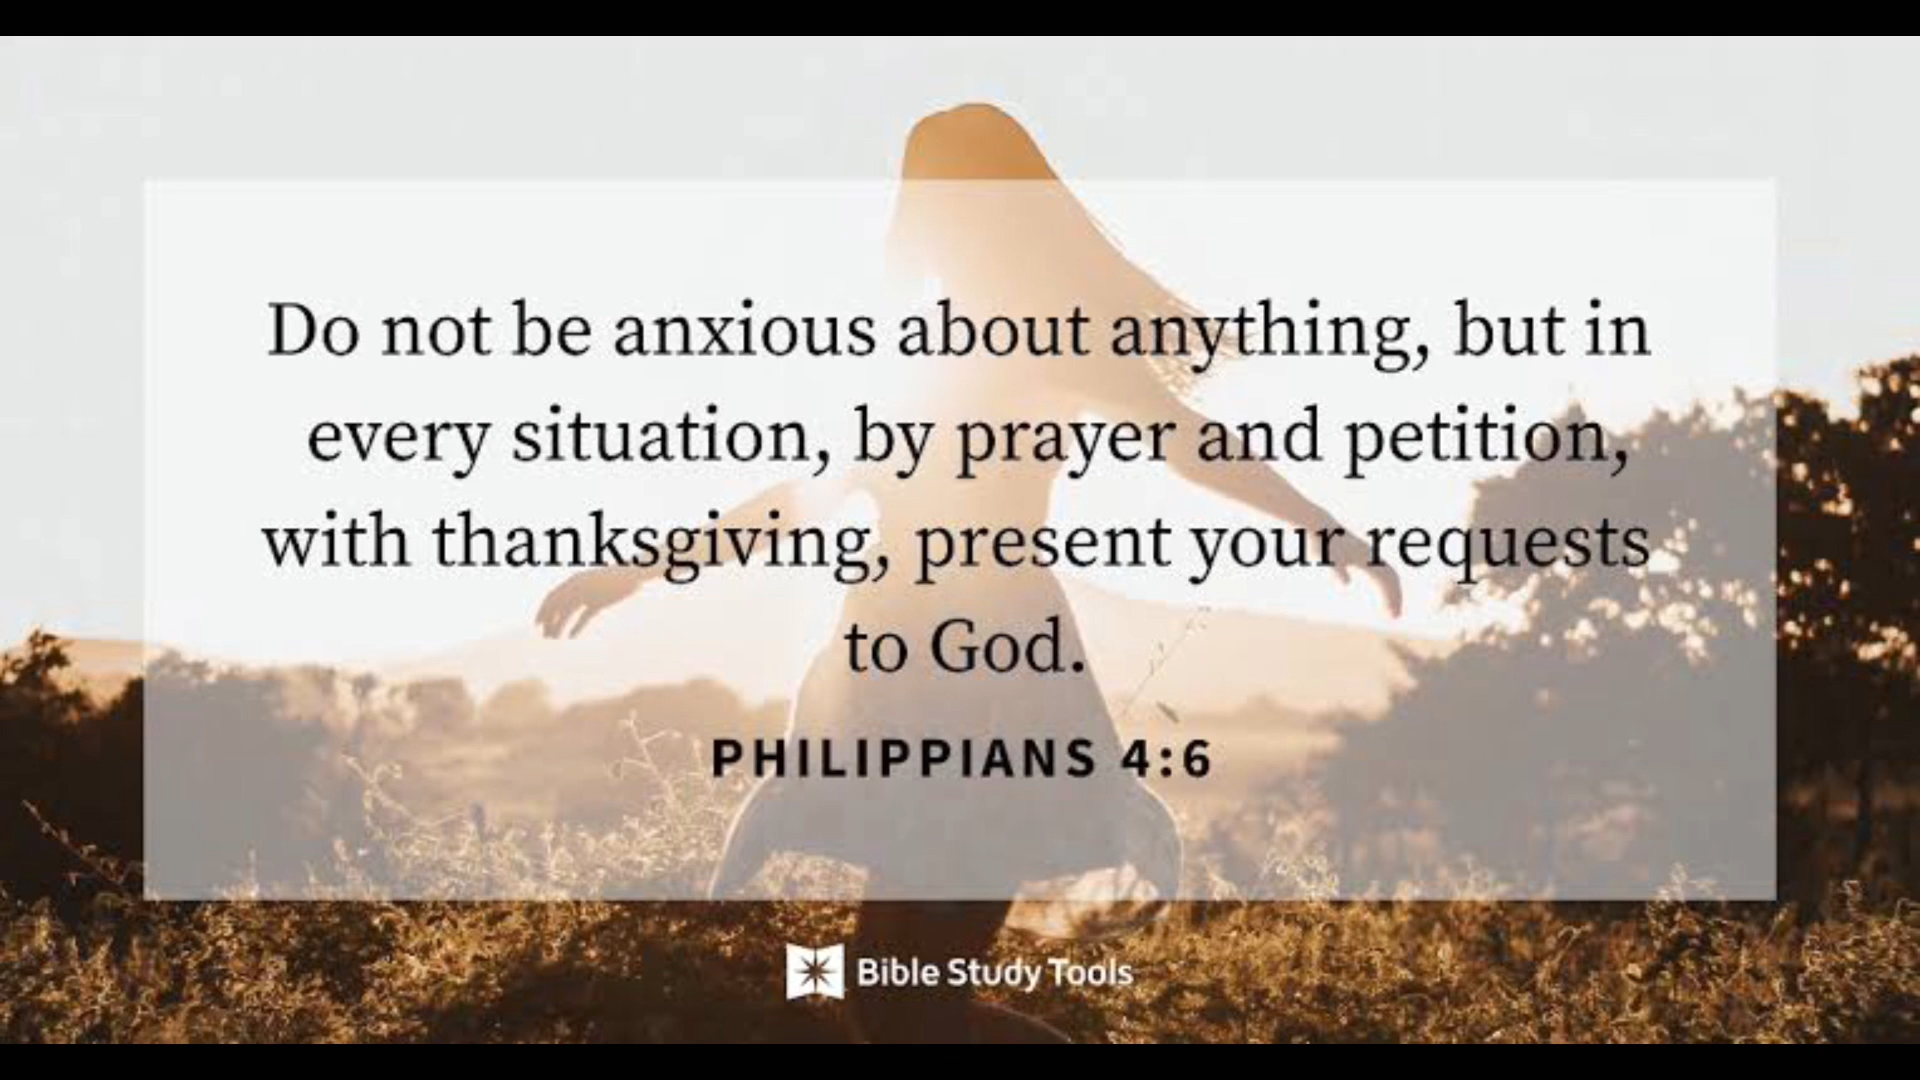 Do not be anxious about anything, but in
every situation, by prayer and petition,
with thanksgiving, present your requests
to God.
PHILIPPIANS 4:6
Bible Study Tools